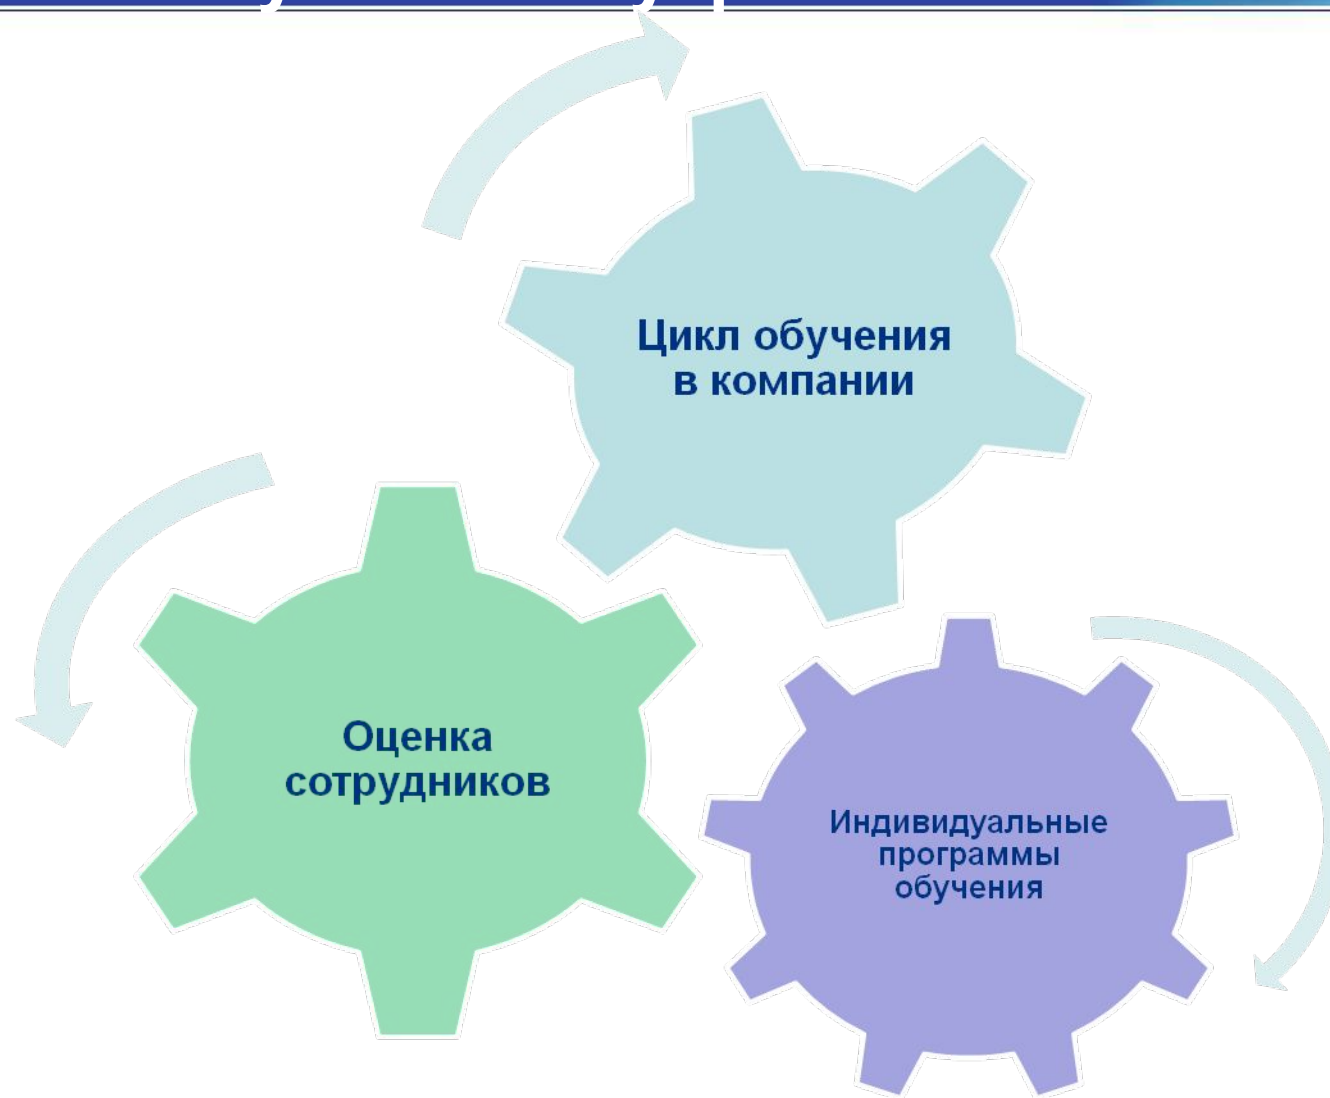 Цикл обучения
в компании
Оценка
сотрудников
Индивидуальные
программы
обучения